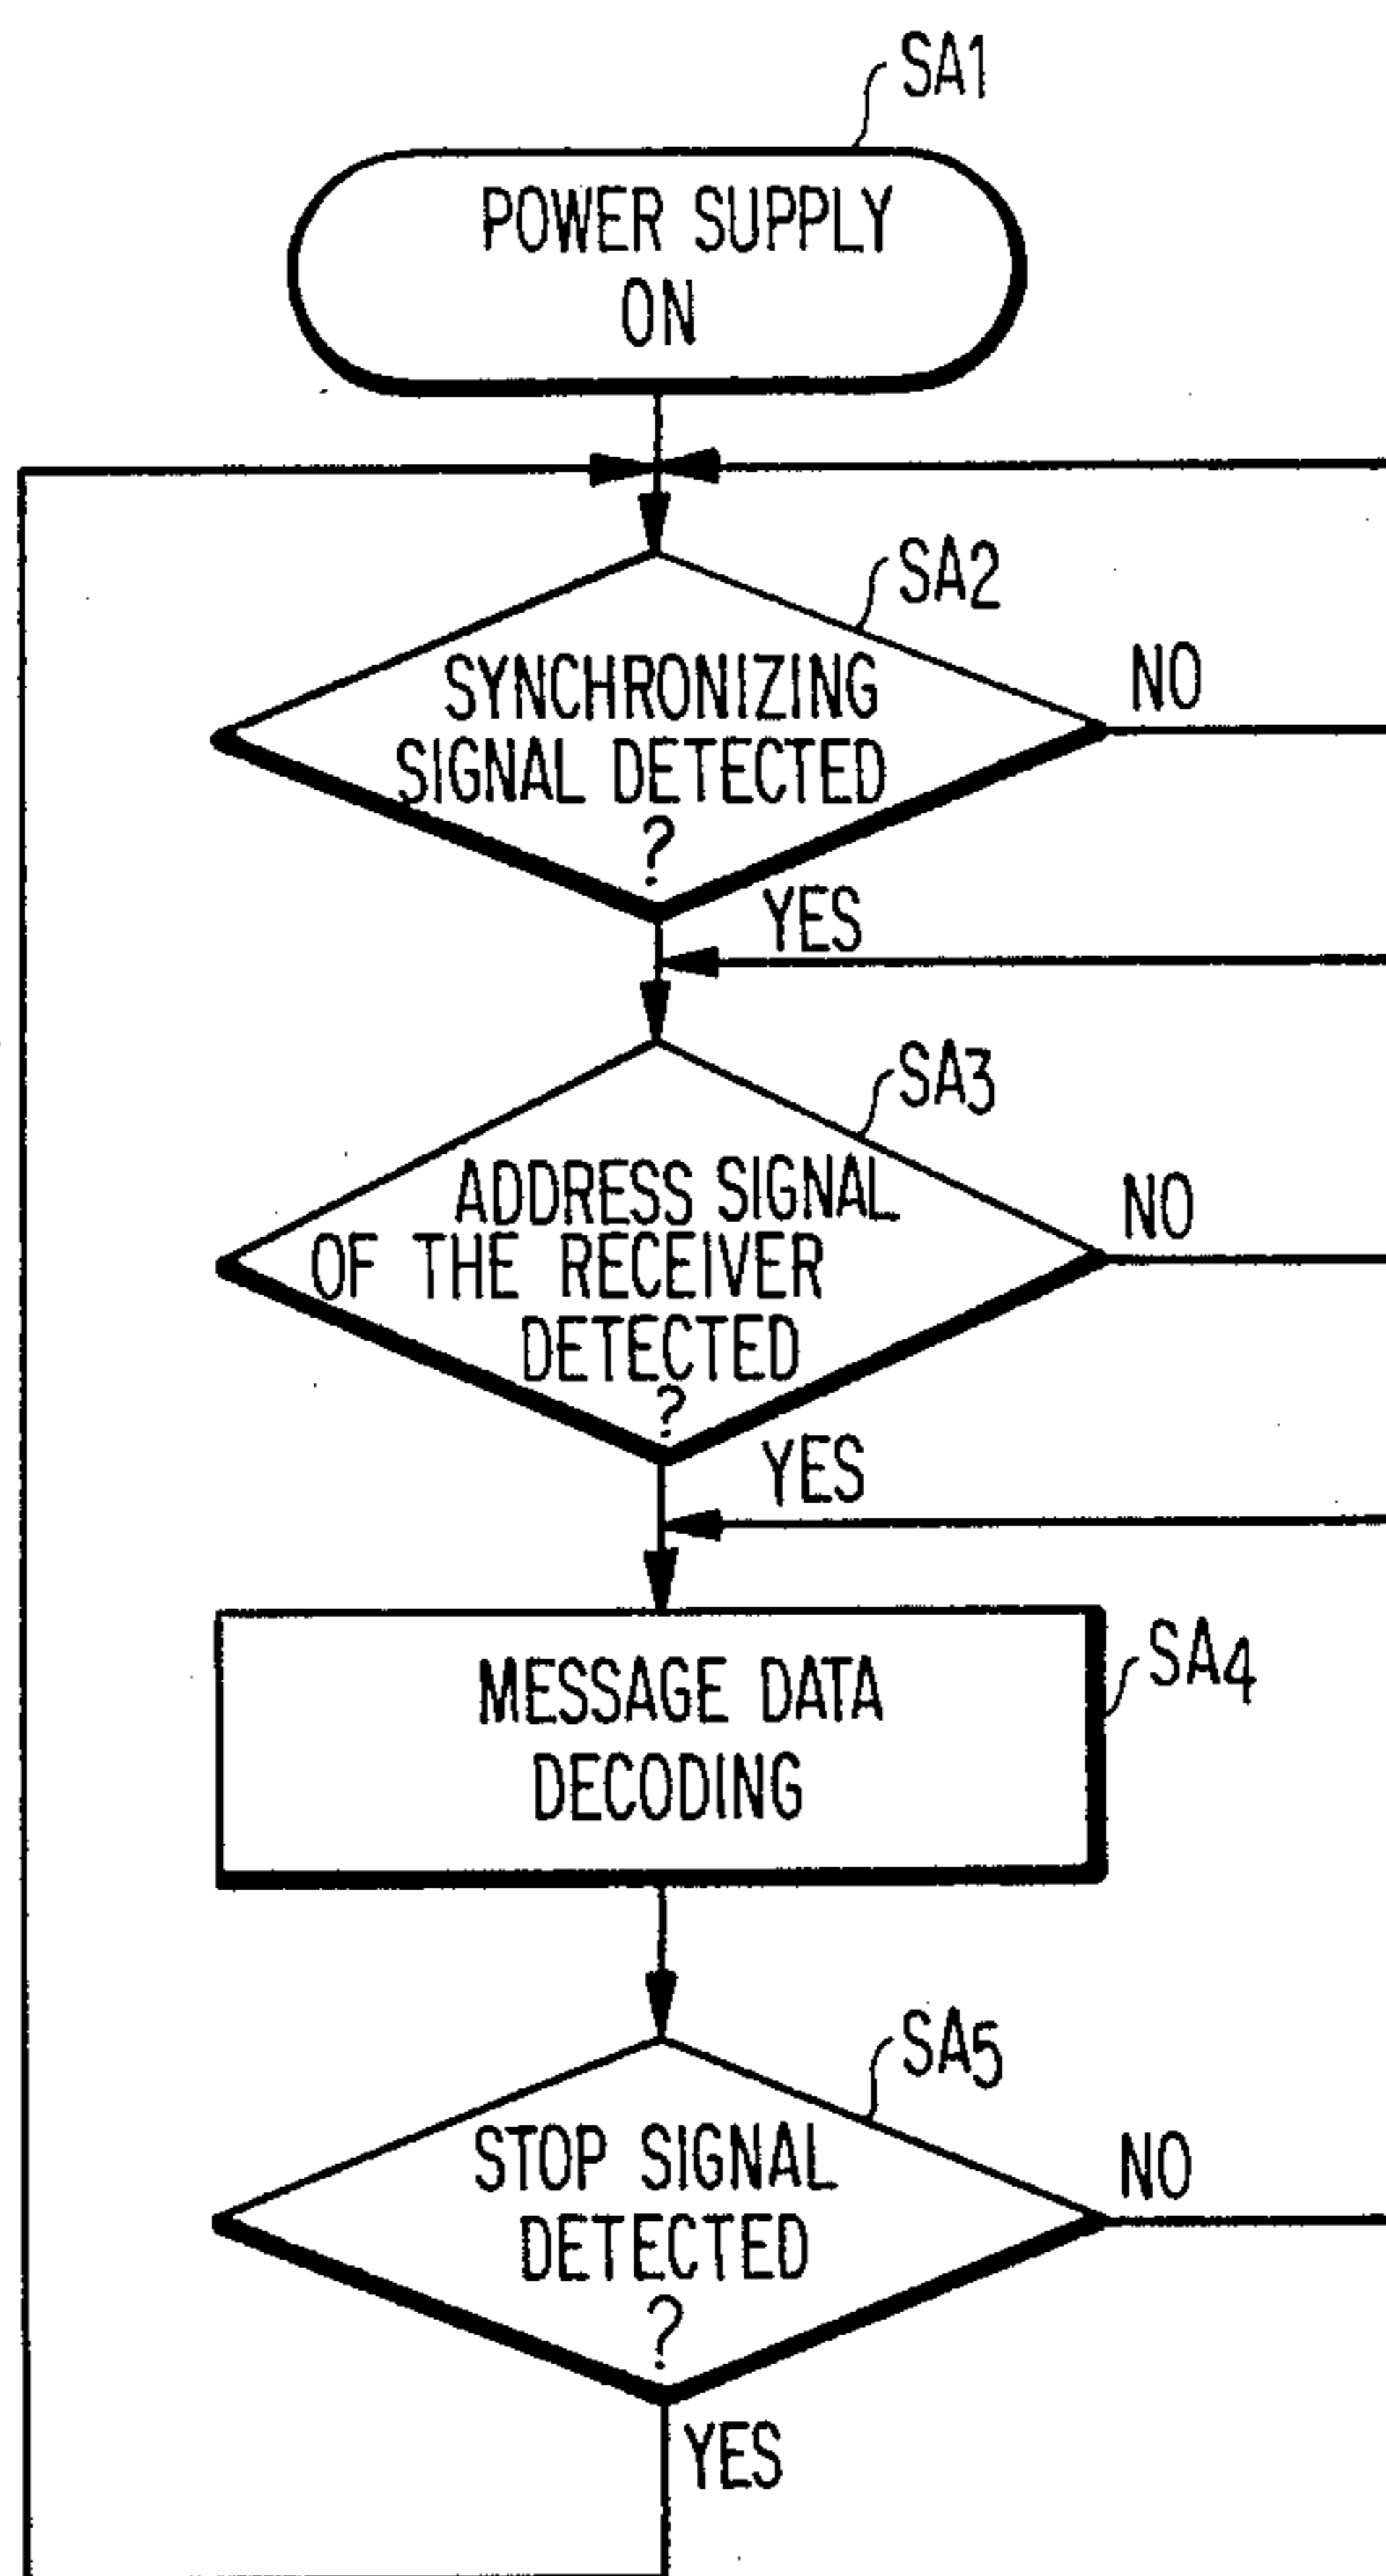 SA1
POWER SUPPLY
ON
SA2
SYNCHRONIZING
SIGNAL DETECTED
?
NO
YES
SA3
ADDRESS SIGNAL
OF THE RECEIVER
DETECTED
?
NO
YES
SA4
MESSAGE DATA
DECODING
SA5
STOP SIGNAL
DETECTED
?
NO
YES